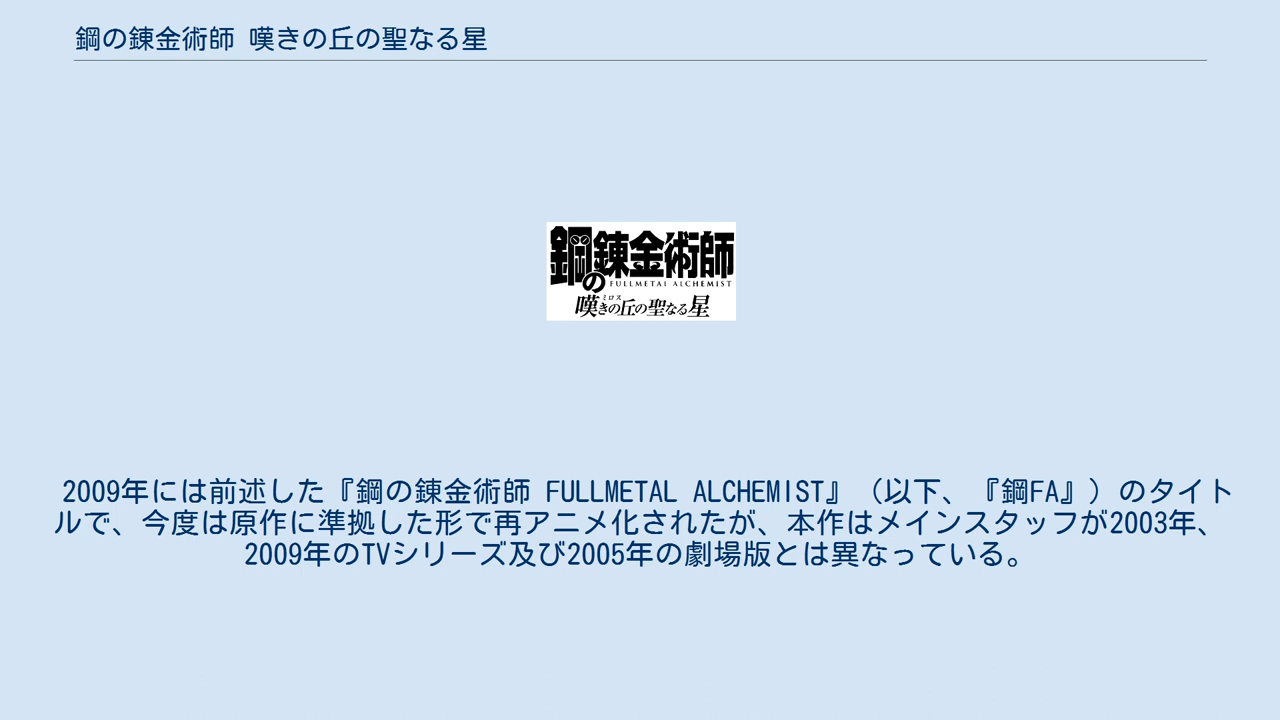 鋼の錬金術師 嘆きの丘の聖なる星
鋼の錬金術師
FULLMETAL ALCHEMIST
ミロス
嘆きの丘の聖なる星
2009年には前述した『鋼の錬金術師 FULLMETAL ALCHEMIST』（以下、『鋼FA』）のタイト
ルで、今度は原作に準拠した形で再アニメ化されたが、本作はメインスタッフが2003年、
2009年のTVシリーズ及び2005年の劇場版とは異なっている。